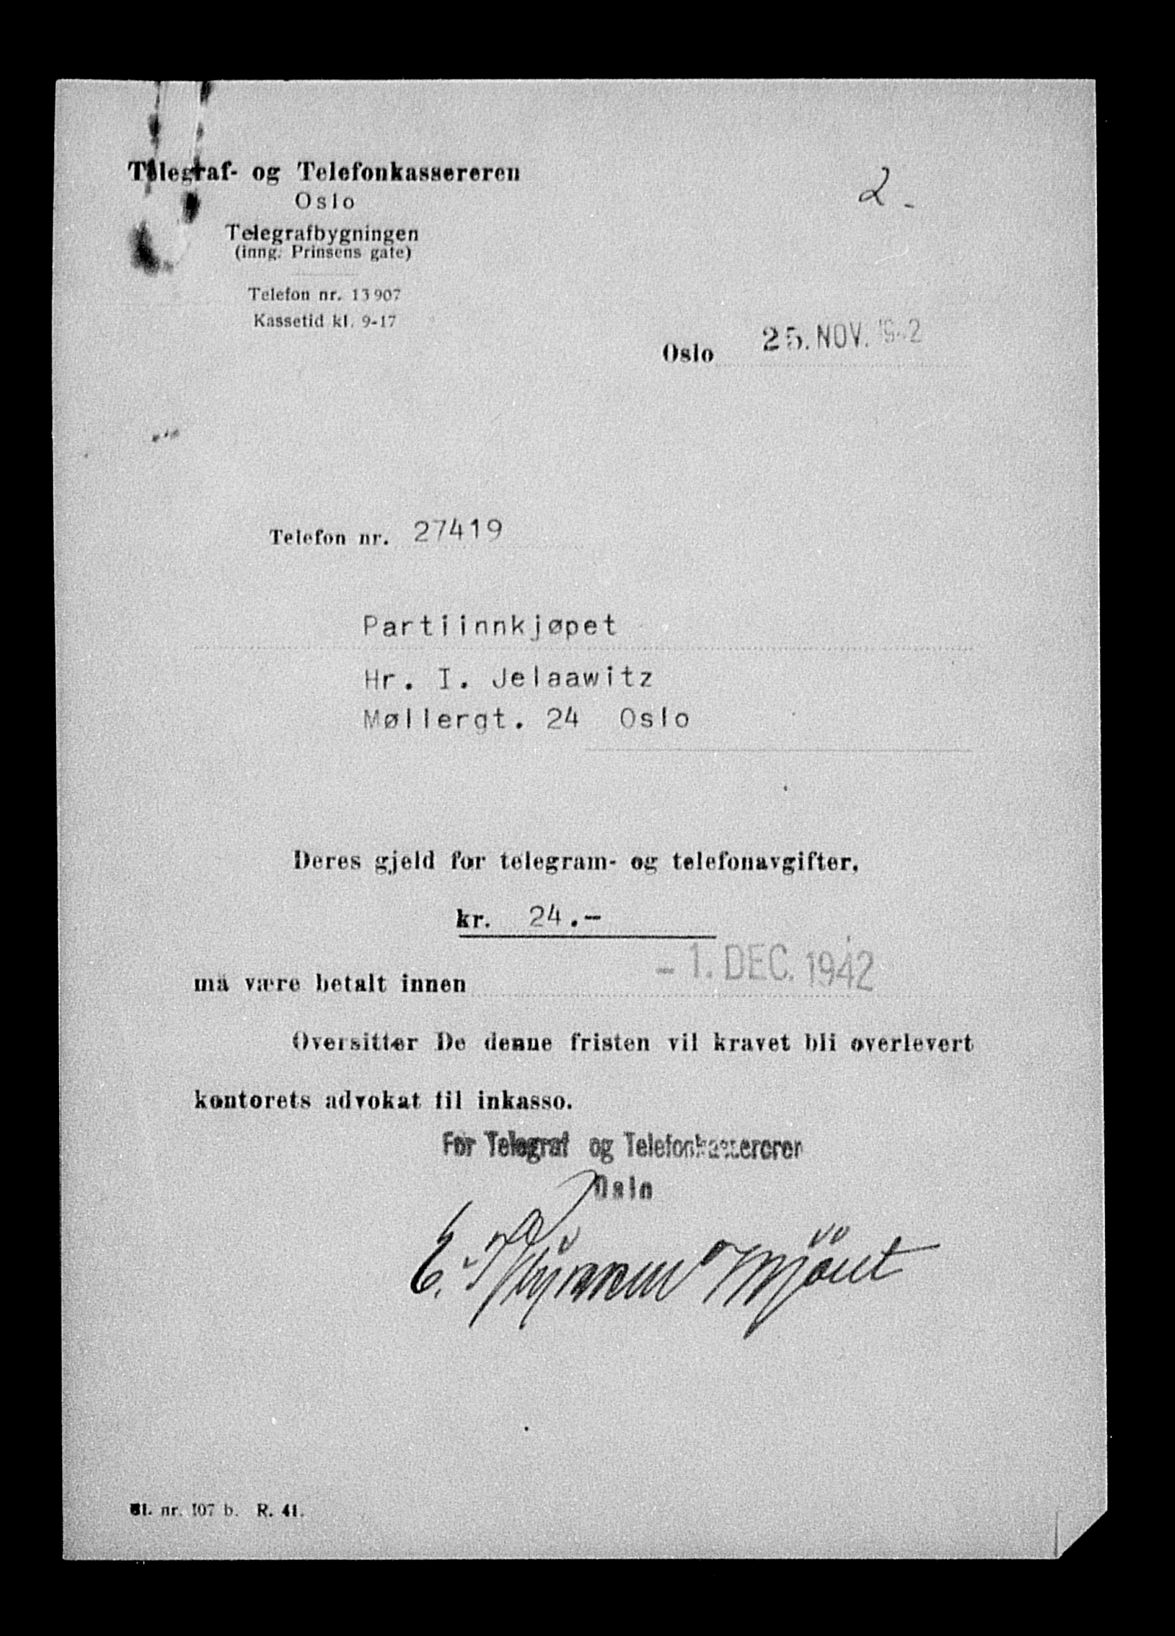 Telegraf- og Telefonkassereren
Oslo
Telegrafbygningen
(inng. Prinsens gate)
Telefon nr. 13907
Kassetid kl. 9-17
2.
Oslo 25. NOV. 1942
Telefon nr. 27419
Partiinnkjøpet
Hr. I. Jelaawitz
Møllergt. 24 Oslo
Deres gjeld for telegram- og telefonavgifter,
kr. 24.-
må være betalt innen - 1. DEC. 1942
Oversitter De denne fristen vil kravet bli overlevert
kontorets advokat til inkasso.
For Telegraf og Telefonkassereren
Oslo
E.
Bl. nr. 107 b. R. 41.